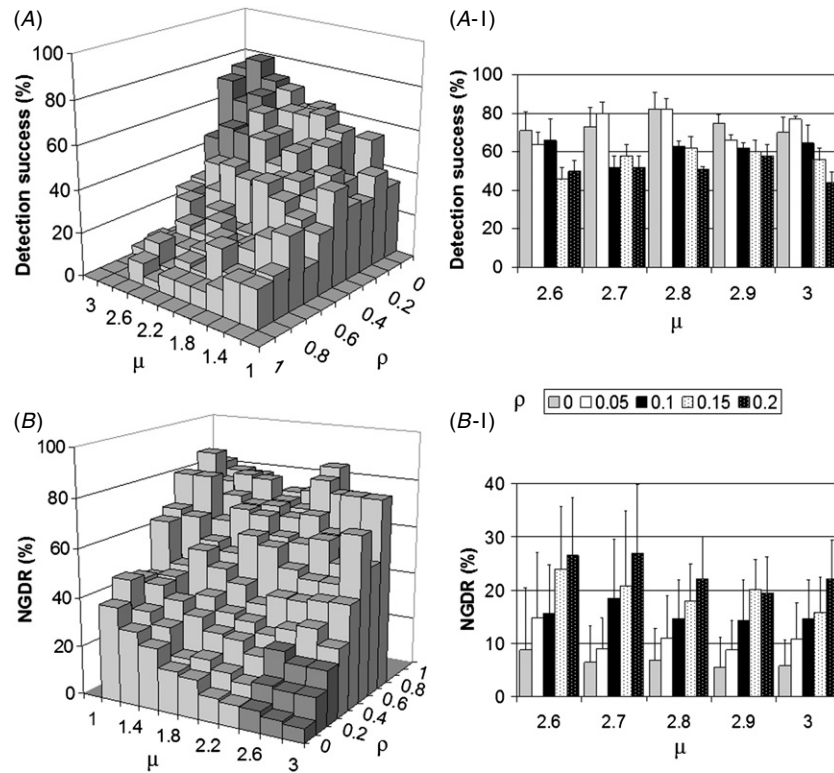 (A)
Detection success (%)
100
80
60
40
20
0
3
2.6
2.2
1.8
1.4
1
μ
1
0.8
0.6
0.4
0.2
0
ρ
(A-I)
Detection success (%)
100
80
60
40
20
0
2.6 2.7 2.8 2.9 3
μ
ρ 0 0.05 0.1 0.15 0.2
(B)
NGDR (%)
100
80
60
40
20
0
1
1.4
1.8
2.2
2.6
3
μ
0
0.2
0.4
0.6
0.8
1
ρ
(B-I)
NGDR (%)
40
30
20
10
0
2.6 2.7 2.8 2.9 3
μ